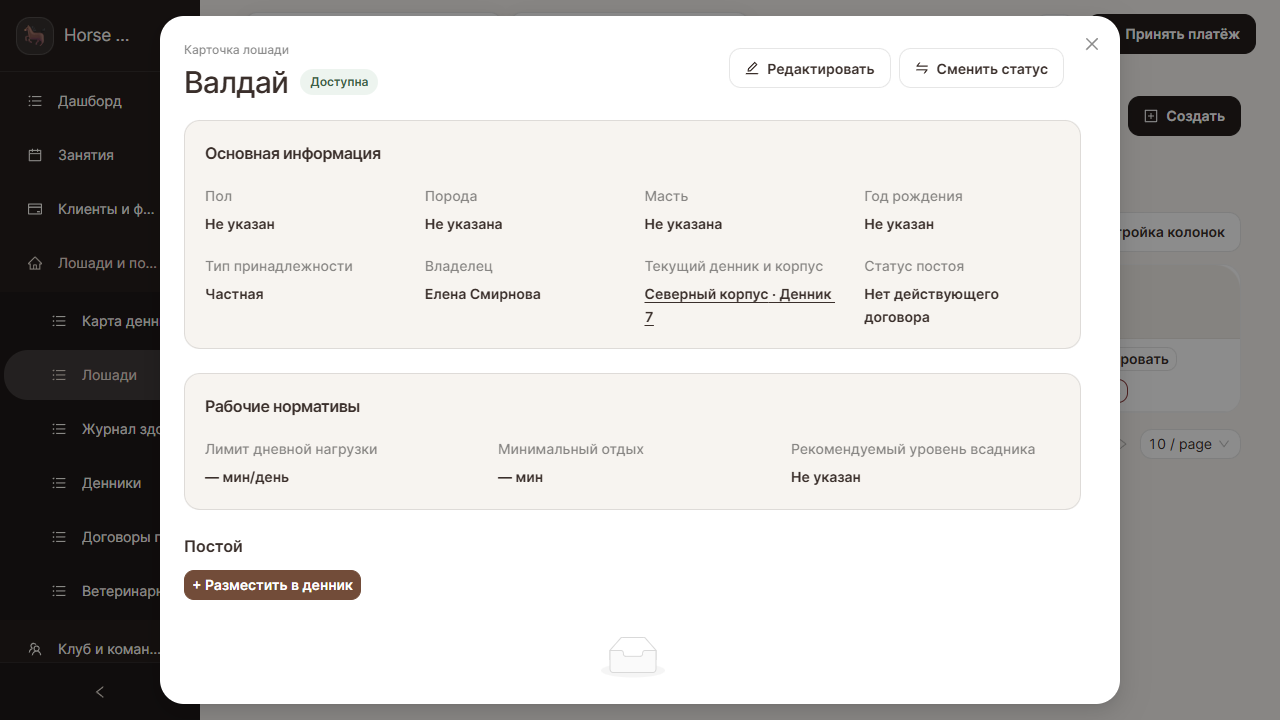 Horse ...
Дашборд
Занятия
Клиенты и ф...
Лошади и по...
Карта денн
Лошади
Журнал здо
Денники
Договоры п
Ветеринарн
Клуб и коман...
Карточка лошади
Валдай
Доступна
Редактировать
Сменить статус
Основная информация
Пол
Порода
Масть
Год рождения
Не указан
Не указана
Не указана
Не указан
Тип принадлежности
Владелец
Текущий денник и корпус
Статус постоя
Частная
Елена Смирнова
Северный корпус · Денник
7
Нет действующего
договора
Рабочие нормативы
Лимит дневной нагрузки
Минимальный отдых
Рекомендуемый уровень всадника
— мин/день
— мин
Не указан
Постой
+ Разместить в денник
Принять платёж
Создать
тройка колонок
ровать
10 / page